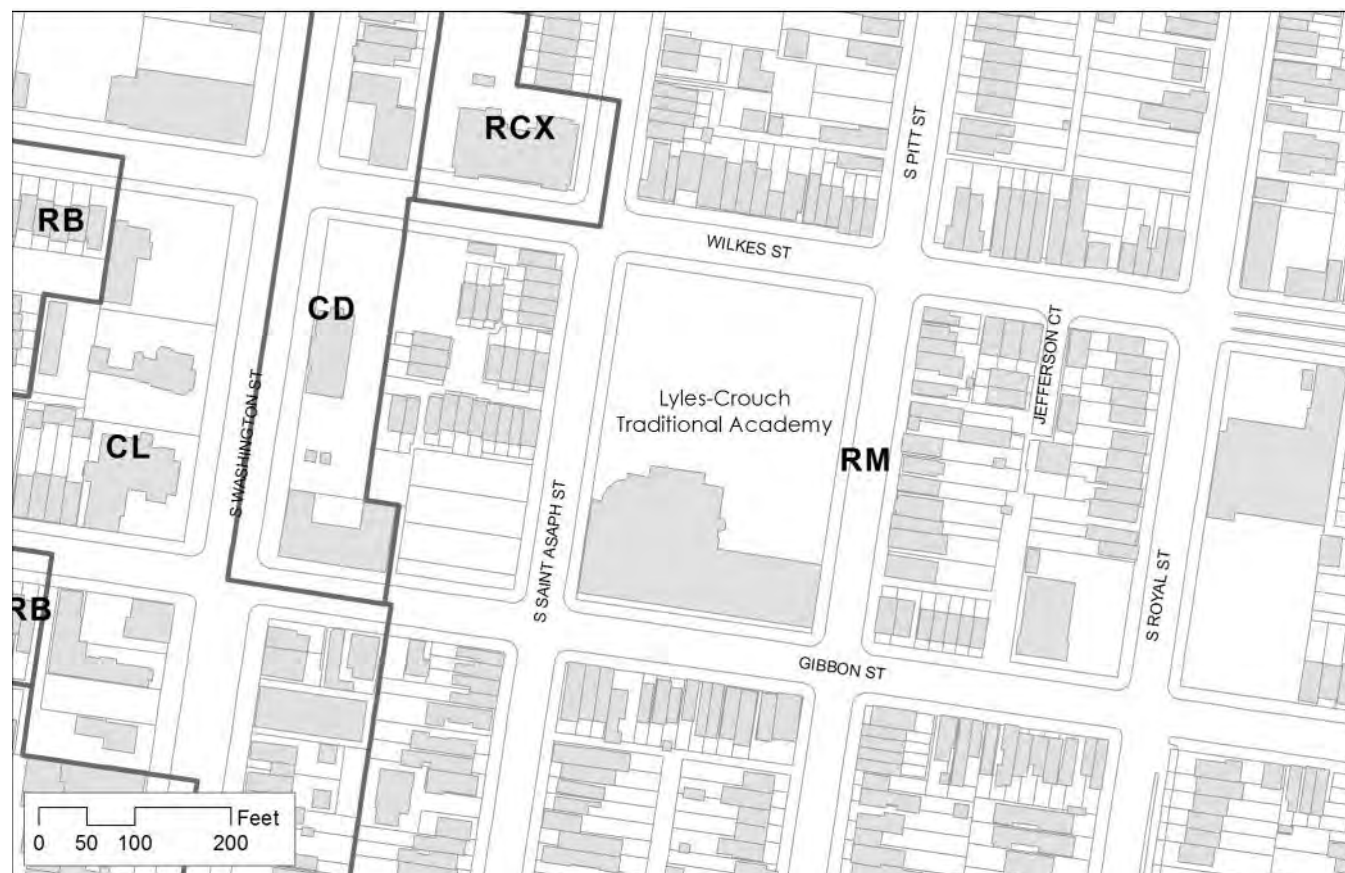 RCX
S PITT ST
RB
WILKES ST
CD
JEFFERSON CT
Lyles-Crouch
Traditional Academy
S WASHINGTON ST
CL
RM
S SAINT ASAPH ST
S ROYAL ST
RB
GIBBON ST
Feet
0 50 100 200